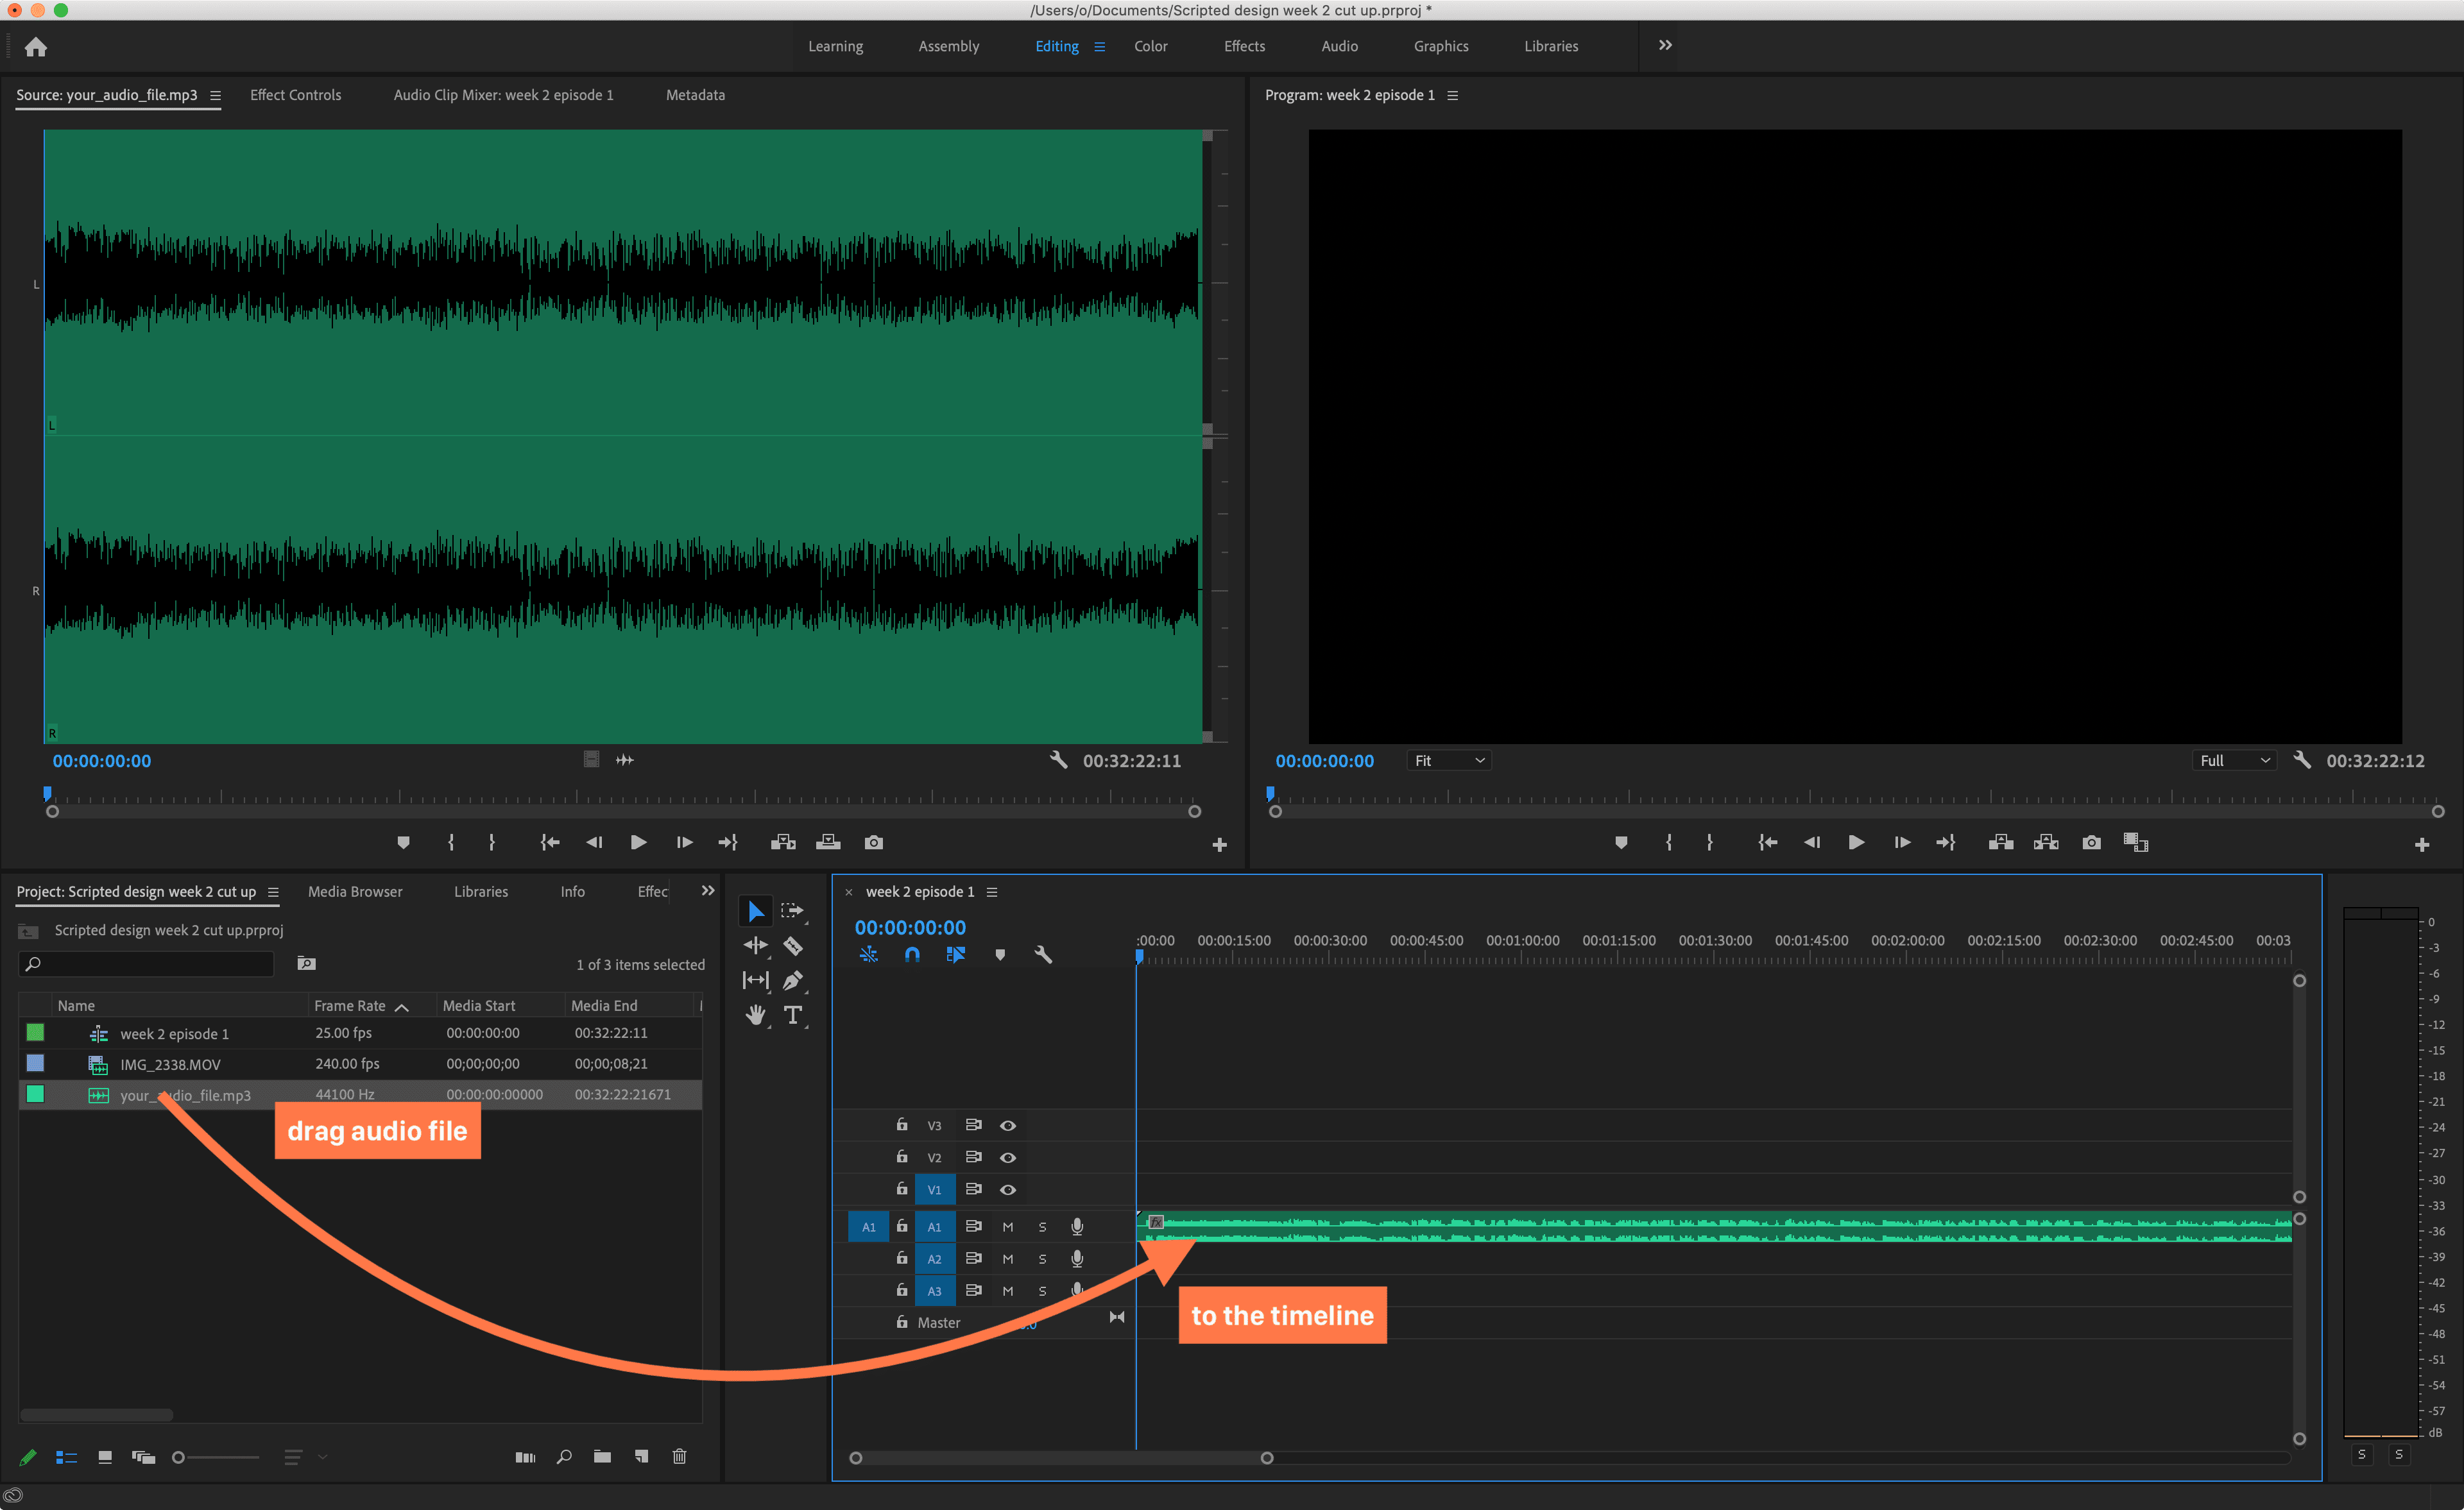 /Users/o/Documents/Scripted design week 2 cut up.prproj *
Learning Assembly Editing Color Effects Audio Graphics Libraries
Source: your_audio_file.mp3 Effect Controls Audio Clip Mixer: week 2 episode 1 Metadata
Program: week 2 episode 1
L
L
R
R
00:00:00:00 00:32:22:11
00:00:00:00 Fit Full 00:32:22:12
Project: Scripted design week 2 cut up Media Browser Libraries Info Effec
Scripted design week 2 cut up.prproj
1 of 3 items selected
Name Frame Rate Media Start Media End
week 2 episode 1 25.00 fps 00:00:00:00 00:32:22:11
IMG_2338.MOV 240.00 fps 00;00;00;00 00;00;08;21
your_audio_file.mp3 44100 Hz 00:00:00:00000 00:32:22:21671
drag audio file
week 2 episode 1
00:00:00:00
:00:00 00:00:15:00 00:00:30:00 00:00:45:00 00:01:00:00 00:01:15:00 00:01:30:00 00:01:45:00 00:02:00:00 00:02:15:00 00:02:30:00 00:02:45:00 00:03
V3
V2
V1
A1 A1 M S fx
A2 M S
A3 M S
Master
to the timeline
0
-3
-6
-9
-12
-15
-18
-21
-24
-27
-30
-33
-36
-39
-42
-45
-48
-51
-54
-57
dB
S S